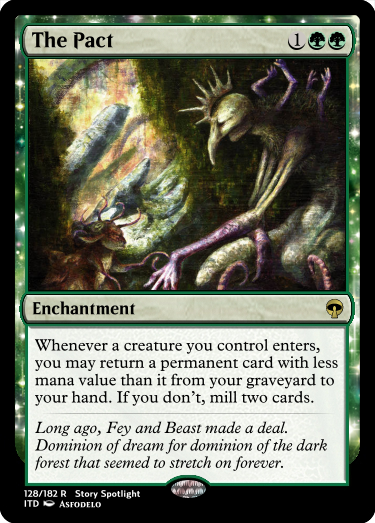 The Pact 1
Enchantment
Whenever a creature you control enters,
you may return a permanent card with less
mana value than it from your graveyard to
your hand. If you don't, mill two cards.
Long ago, Fey and Beast made a deal.
Dominion of dream for dominion of the dark
forest that seemed to stretch on forever.
128/182 R Story Spotlight
ITD Asfodelo